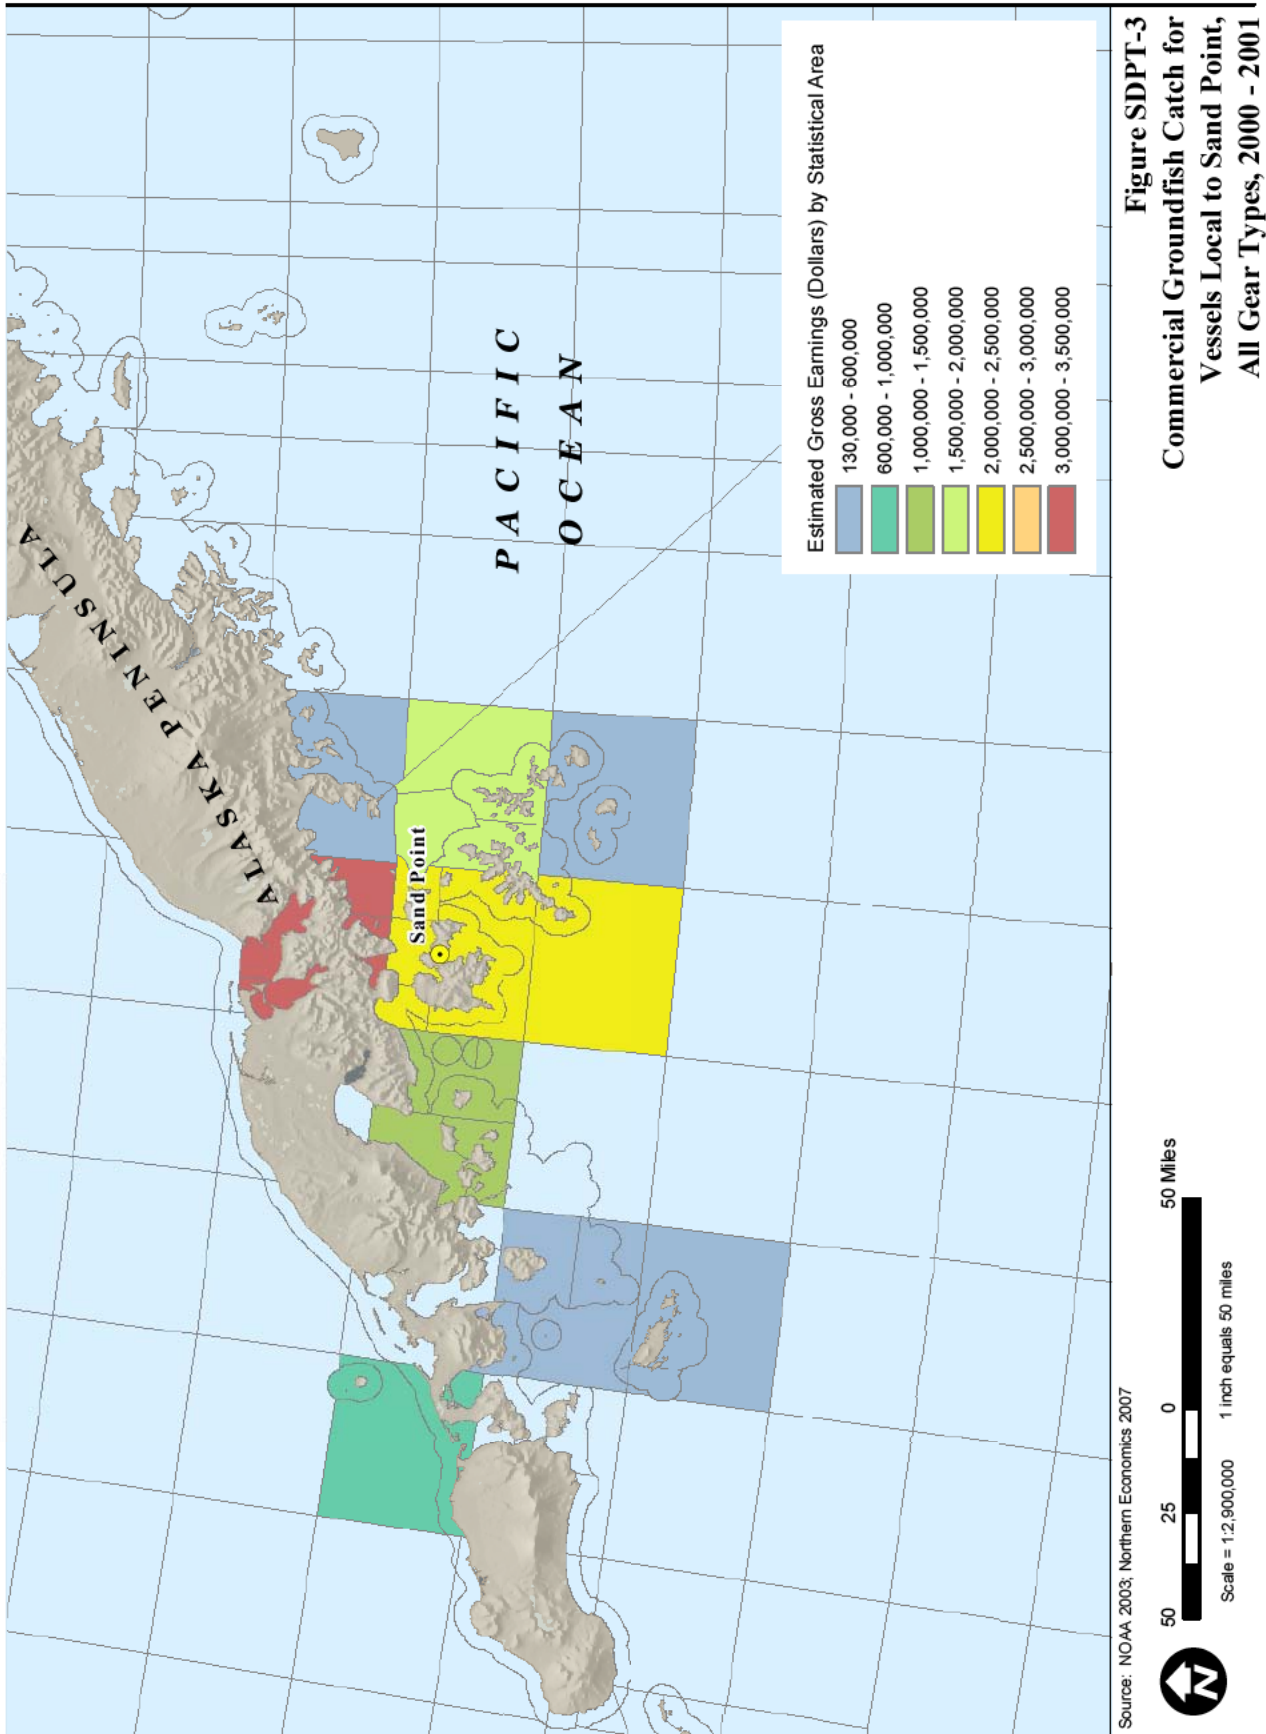 ALASKA PENINSULA
PACIFIC
OCEAN
Sand Point
Estimated Gross Earnings (Dollars) by Statistical Area
130,000 - 600,000
600,000 - 1,000,000
1,000,000 - 1,500,000
1,500,000 - 2,000,000
2,000,000 - 2,500,000
2,500,000 - 3,000,000
3,000,000 - 3,500,000
Source: NOAA 2003; Northern Economics 2007
N
50 25 0 50 Miles
Scale = 1:2,900,000 1 inch equals 50 miles
Figure SDPT-3
Commercial Groundfish Catch for
Vessels Local to Sand Point,
All Gear Types, 2000 - 2001